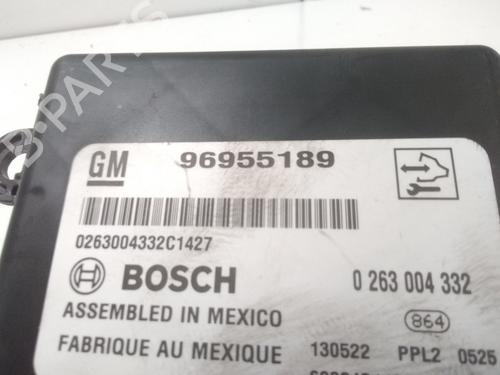 B-PARTS
GM 96955189
0263004332C1427
BOSCH 0 263 004 332
ASSEMBLED IN MEXICO 864
FABRIQUE AU MEXIQUE 130522 PPL2 0525